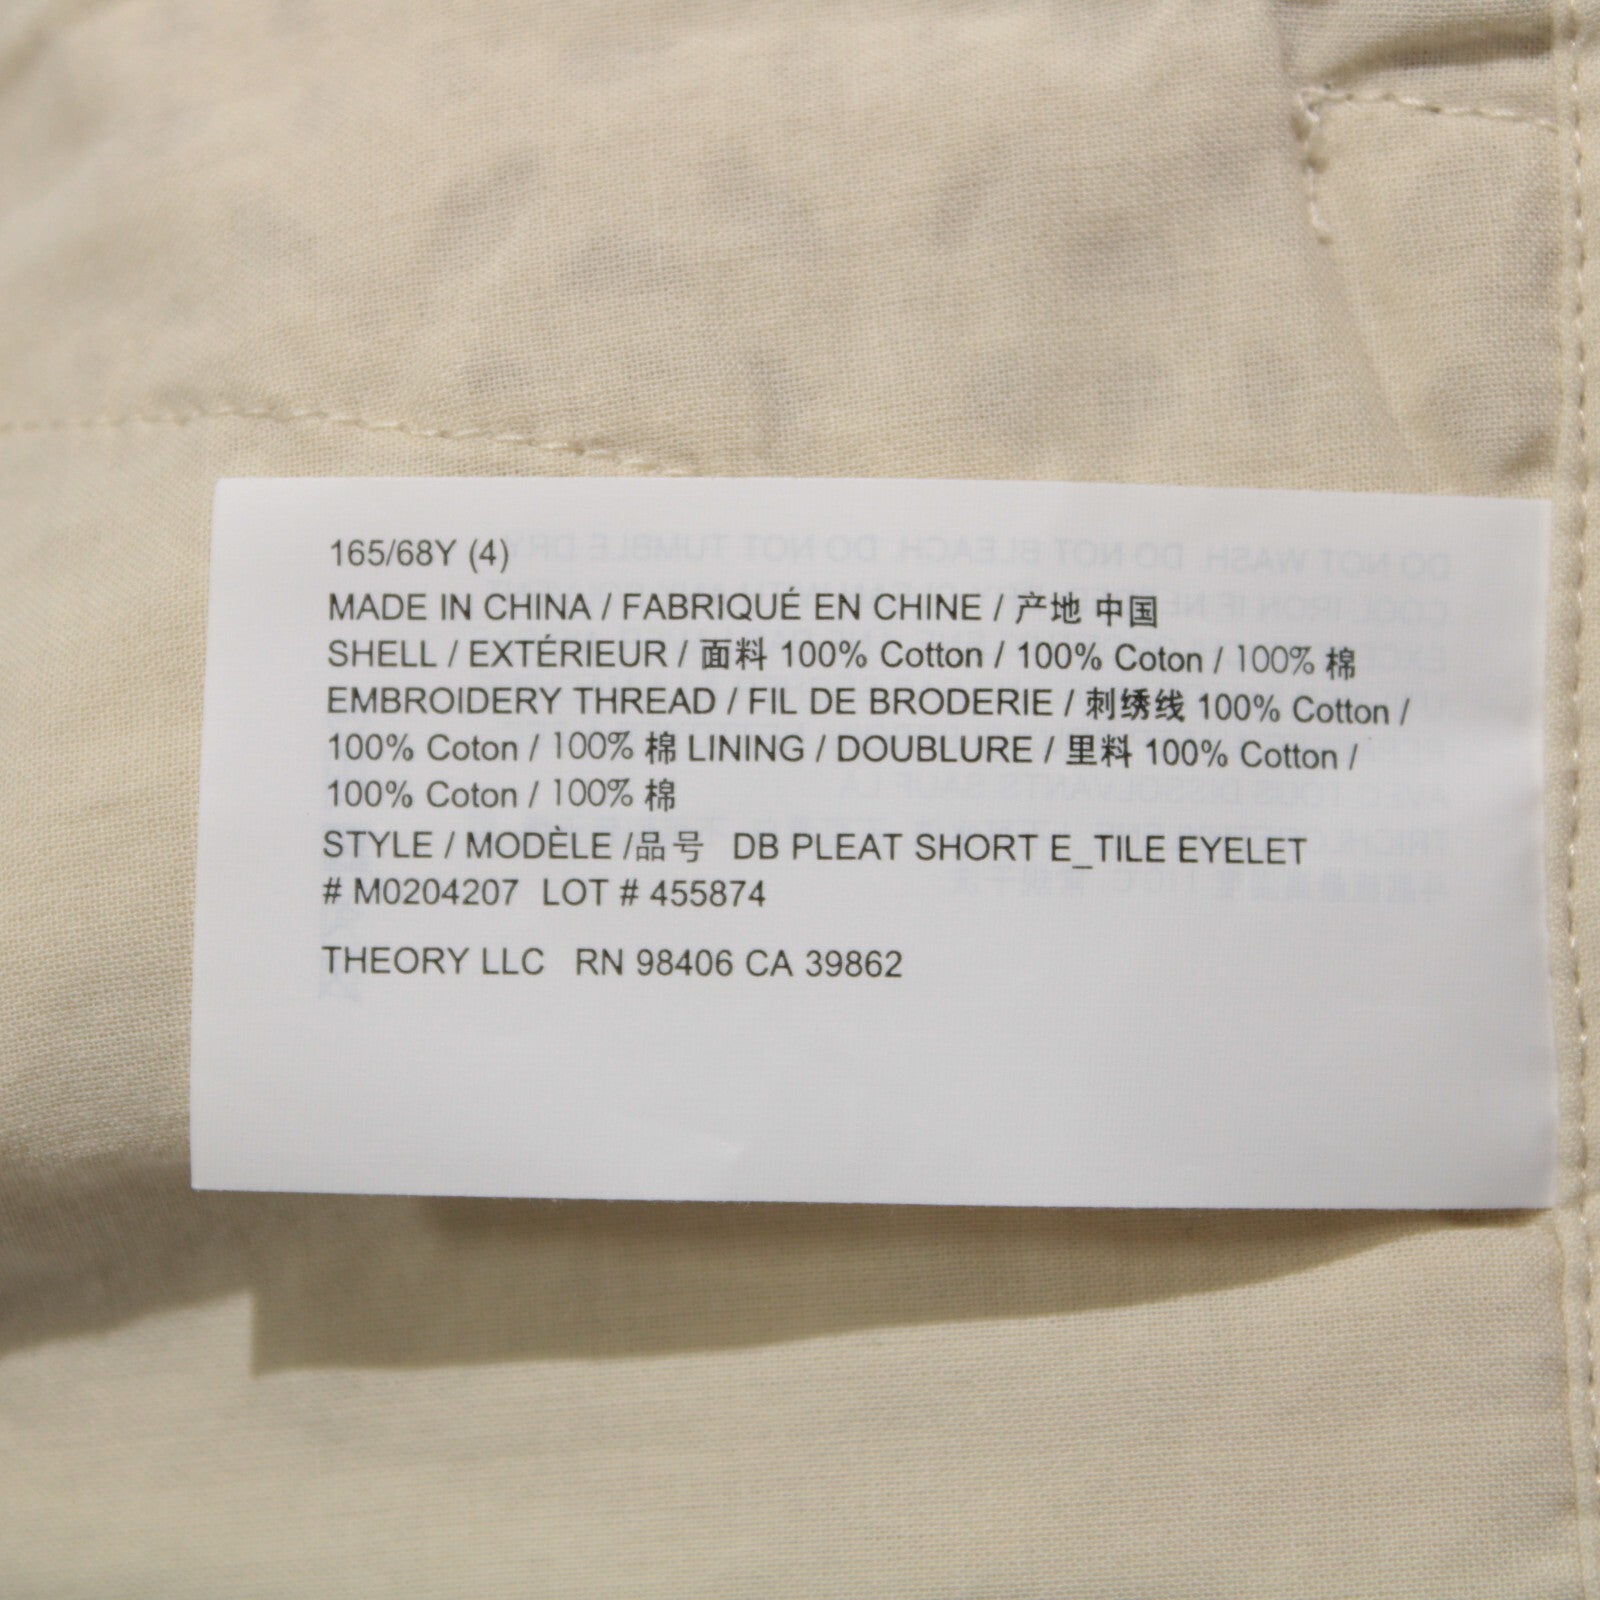 165/68Y (4)
MADE IN CHINA / FABRIQUÉ EN CHINE / 产地 中国
SHELL / EXTÉRIEUR / 面料 100% Cotton / 100% Coton / 100% 棉
EMBROIDERY THREAD / FIL DE BRODERIE / 刺绣线 100% Cotton /
100% Coton / 100% 棉 LINING / DOUBLURE / 里料 100% Cotton /
100% Coton / 100% 棉
STYLE / MODÈLE /品号 DB PLEAT SHORT E_TILE EYELET
# M0204207 LOT # 455874
THEORY LLC RN 98406 CA 39862